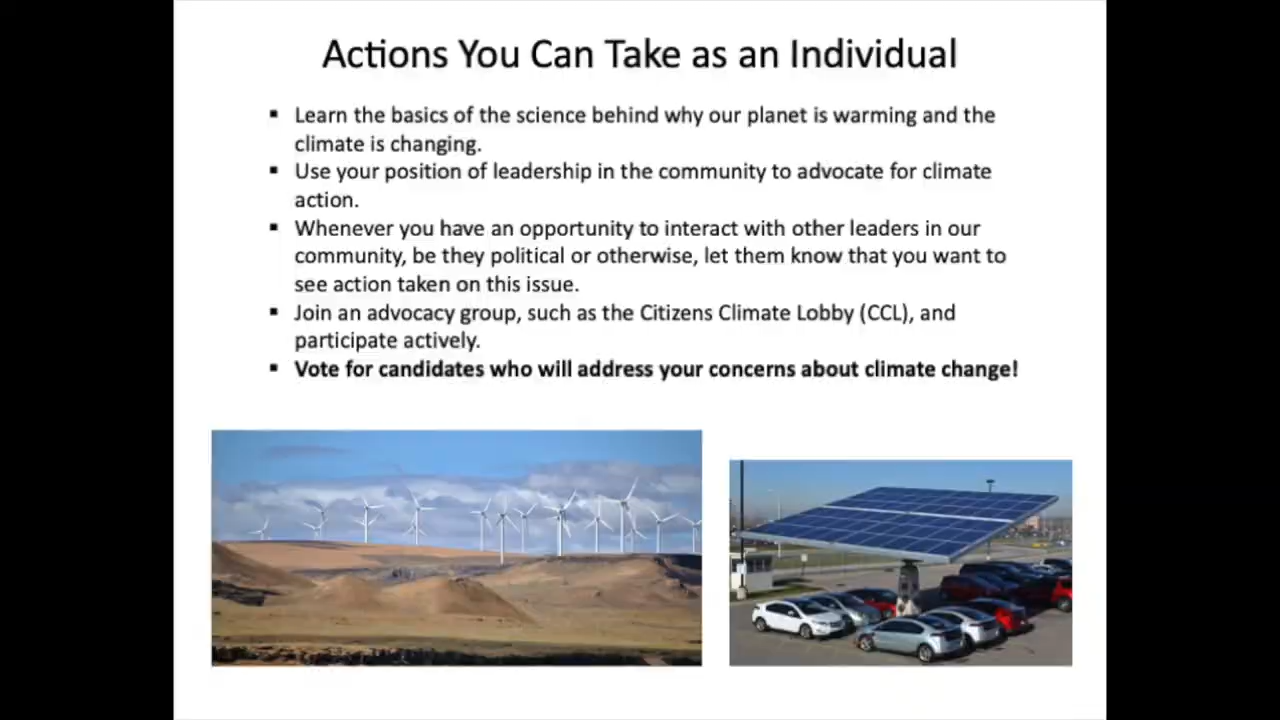 Actions You Can Take as an Individual
▪ Learn the basics of the science behind why our planet is warming and the
climate is changing.
▪ Use your position of leadership in the community to advocate for climate
action.
▪ Whenever you have an opportunity to interact with other leaders in our
community, be they political or otherwise, let them know that you want to
see action taken on this issue.
▪ Join an advocacy group, such as the Citizens Climate Lobby (CCL), and
participate actively.
▪ Vote for candidates who will address your concerns about climate change!